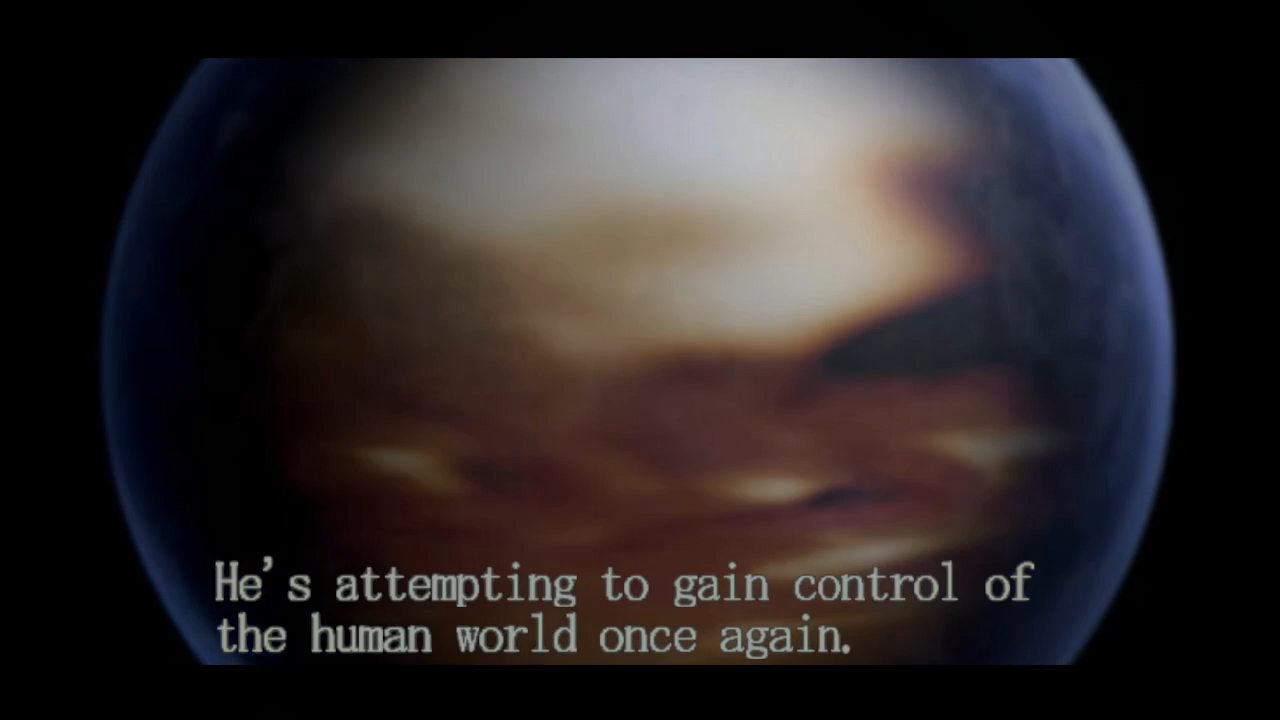 He's attempting to gain control of
the human world once again.